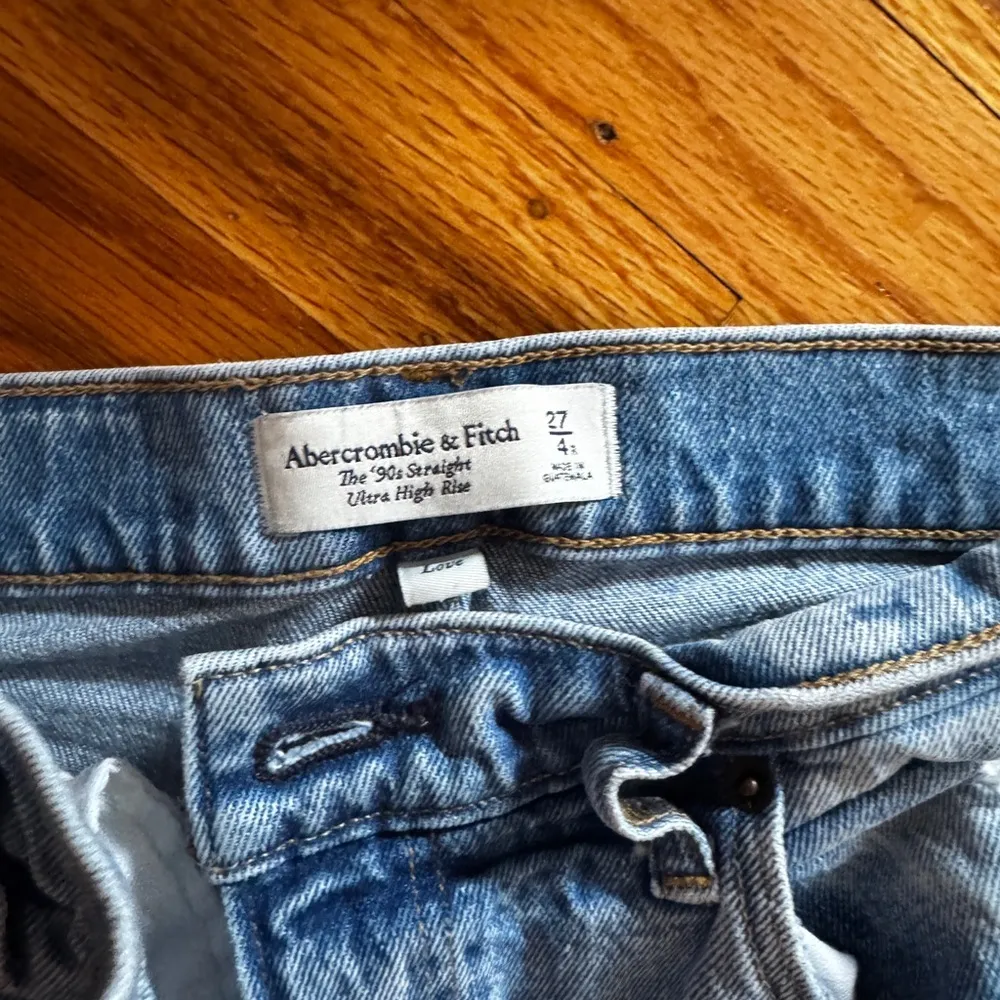 Abercrombie & Fitch
The '90s Straight
Ultra High Rise
27
4R
MADE IN
GUATEMALA
Love